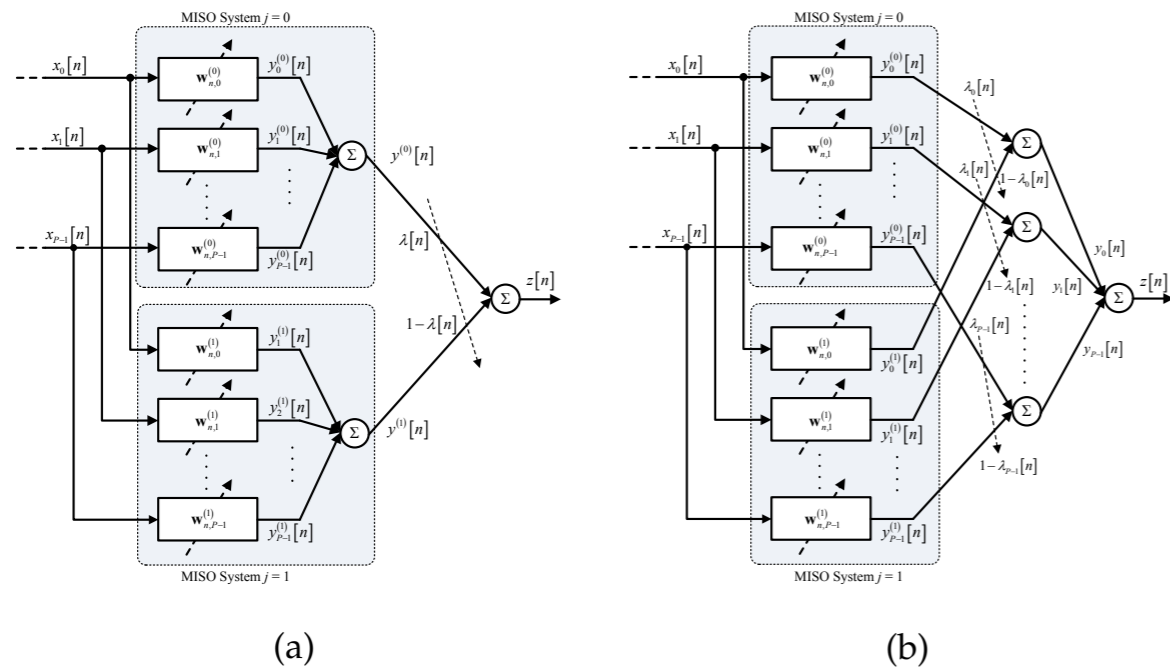 MISO System j = 0
x_0[n]
w_{n,0}^{(0)}
y_0^{(0)}[n]
x_1[n]
w_{n,1}^{(0)}
y_1^{(0)}[n]
Σ
y^{(0)}[n]
x_{P-1}[n]
w_{n,P-1}^{(0)}
y_{P-1}^{(0)}[n]
λ[n]
z[n]
Σ
1-λ[n]
w_{n,0}^{(1)}
y_1^{(1)}[n]
w_{n,1}^{(1)}
y_2^{(1)}[n]
Σ
y^{(1)}[n]
w_{n,P-1}^{(1)}
y_{P-1}^{(1)}[n]
MISO System j = 1
(a)
MISO System j = 0
x_0[n]
w_{n,0}^{(0)}
y_0^{(0)}[n]
λ_0[n]
x_1[n]
w_{n,1}^{(0)}
y_1^{(0)}[n]
Σ
λ_1[n]
1-λ_0[n]
x_{P-1}[n]
w_{n,P-1}^{(0)}
y_{P-1}^{(0)}[n]
Σ
y_0[n]
1-λ_1[n]
y_1[n]
z[n]
Σ
λ_{P-1}[n]
y_{P-1}[n]
w_{n,0}^{(1)}
y_0^{(1)}[n]
w_{n,1}^{(1)}
y_1^{(1)}[n]
Σ
1-λ_{P-1}[n]
w_{n,P-1}^{(1)}
y_{P-1}^{(1)}[n]
MISO System j = 1
(b)